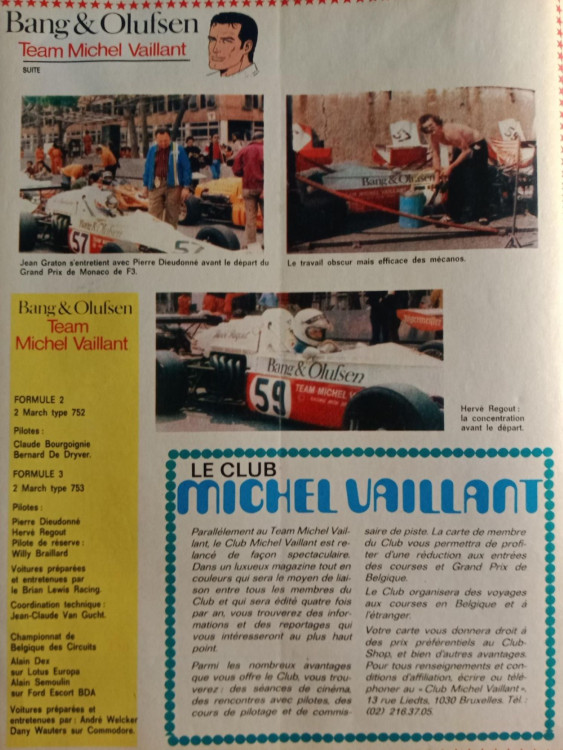 Bang & Olufsen
Team Michel Vaillant
SUITE
57
57
Jean Graton s'entretient avec Pierre Dieudonné avant le départ du
Grand Prix de Monaco de F3.
Bang & Olufsen
Le travail obscur mais efficace des mécanos.
Bang & Olufsen
Team
Michel Vaillant
FORMULE 2
2 March type 752
Pilotes :
Claude Bourgoignie
Bernard De Dryver.
FORMULE 3
2 March type 753
Pilotes :
Pierre Dieudonné
Hervé Regout
Pilote de réserve :
Willy Braillard
Voitures préparées
et entretenues par
le Brian Lewis Racing.
Coordination technique :
Jean-Claude Van Gucht.
Championnat de
Belgique des Circuits
Alain Dex
sur Lotus Europa
Alain Semoulin
sur Ford Escort BDA
Voitures préparées et
entretenues par : André Welcker
Dany Wauters sur Commodore.
Hervé Regout
Bang & Olufsen
59
TEAM MICHEL V
Hervé Regout :
la concentration
avant le départ.
LE CLUB
MICHEL VAILLANT
Parallèlement au Team Michel Vail-
lant, le Club Michel Vaillant est re-
lancé de façon spectaculaire.
Dans un luxueux magazine tout en
couleurs qui sera le moyen de liai-
son entre tous les membres du
Club et qui sera édité quatre fois
par an, vous trouverez des infor-
mations et des reportages qui
vous intéresseront au plus haut
point.
Parmi les nombreux avantages
que vous offre le Club, vous trou-
verez : des séances de cinéma,
des rencontres avec pilotes, des
cours de pilotage et de commis-
saire de piste. La carte de membre
du Club vous permettra de profi-
ter d'une réduction aux entrées
des courses et Grand Prix de
Belgique.
Le Club organisera des voyages
aux courses en Belgique et à
l'étranger.
Votre carte vous donnera droit à
des prix préférentiels au Club-
Shop, et bien d'autres avantages.
Pour tous renseignements et con-
ditions d'affiliation, écrire ou télé-
phoner au « Club Michel Vaillant »,
13 rue Liedts, 1030 Bruxelles. Tél :
(02) 216.37.05.